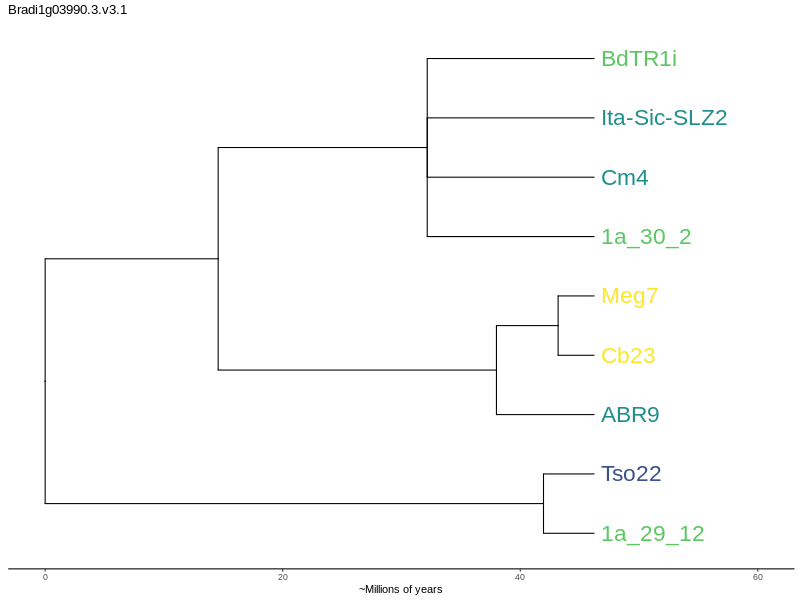 Bradi1g03990.3.v3.1
BdTR1i
Ita-Sic-SLZ2
Cm4
1a_30_2
Meg7
Cb23
ABR9
Tso22
1a_29_12
0 20 40 60
~Millions of years